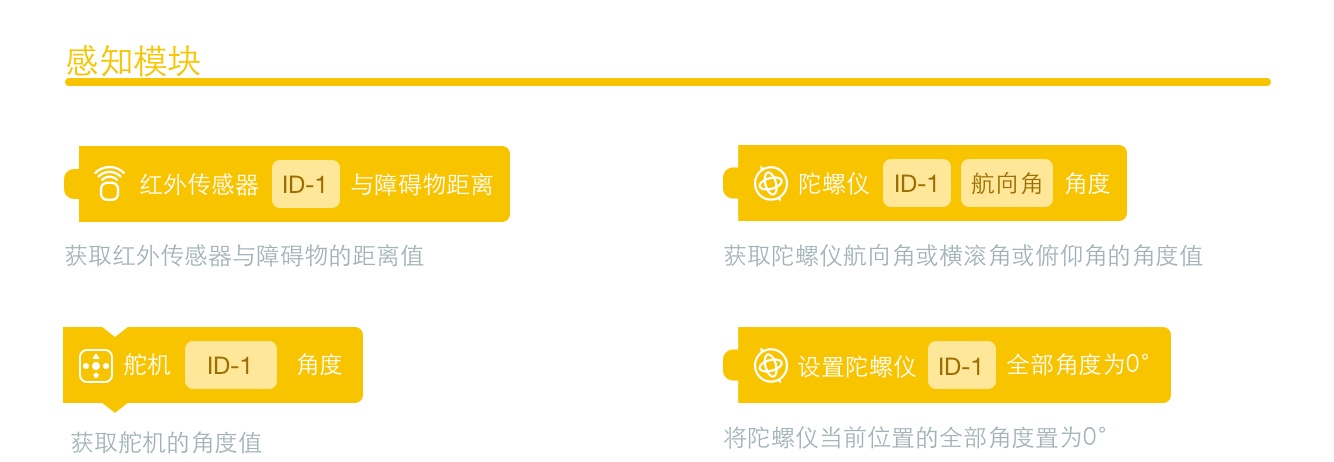 感知模块
红外传感器 ID-1 与障碍物距离
陀螺仪 ID-1 航向角 角度
获取红外传感器与障碍物的距离值
获取陀螺仪航向角或横滚角或俯仰角的角度值
舵机 ID-1 角度
设置陀螺仪 ID-1 全部角度为0°
获取舵机的角度值
将陀螺仪当前位置的全部角度置为0°